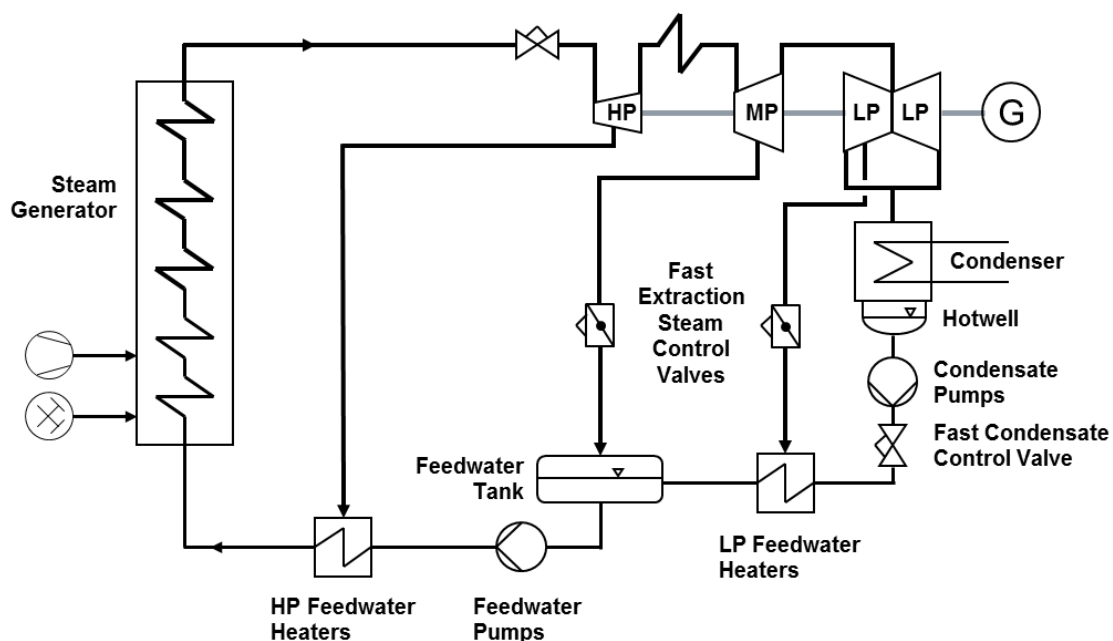 HP
MP
LP
LP
G
Steam
Generator
Fast
Extraction
Steam
Control
Valves
Condenser
Hotwell
Condensate
Pumps
Fast Condensate
Control Valve
Feedwater
Tank
LP Feedwater
Heaters
HP Feedwater
Heaters
Feedwater
Pumps